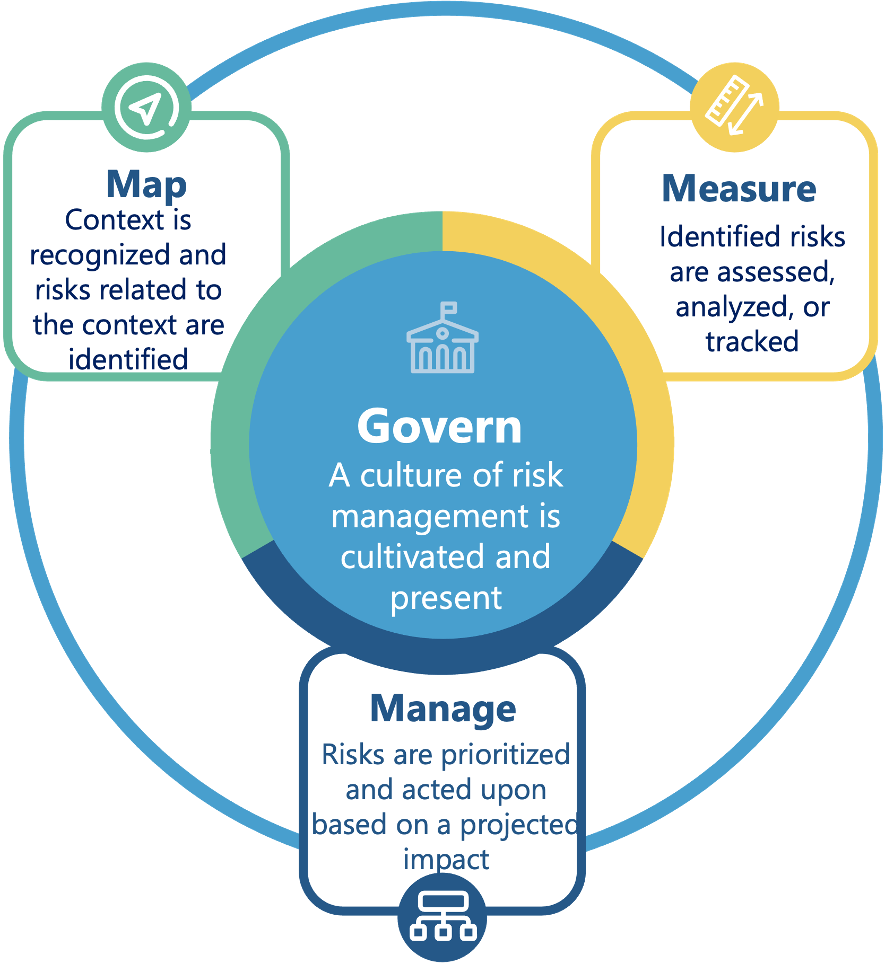 Map
Context is
recognized and
risks related to
the context are
identified
Measure
Identified risks
are assessed,
analyzed, or
tracked
Govern
A culture of risk
management is
cultivated and
present
Manage
Risks are prioritized
and acted upon
based on a projected
impact